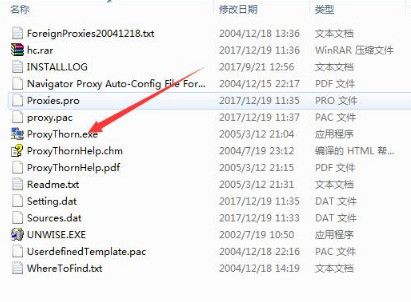 名称 修改日期 类型
ForeignProxies20041218.txt 2004/12/18 13:36 文本文档
hc.rar 2017/12/19 11:36 WinRAR 压缩文件
INSTALL.LOG 2017/9/21 12:56 文本文档
Navigator Proxy Auto-Config File For... 2004/12/15 22:17 PDF 文件
Proxies.pro 2017/12/19 11:35 PRO 文件
proxy.pac 2017/12/19 11:35 PAC 文件
ProxyThorn.exe 2005/3/12 21:04 应用程序
ProxyThornHelp.chm 2004/7/19 23:12 编译的 HTML 帮...
ProxyThornHelp.pdf 2005/3/12 21:15 PDF 文件
Readme.txt 2005/3/12 21:31 文本文档
Setting.dat 2017/12/19 11:35 DAT 文件
Sources.dat 2017/12/19 11:33 DAT 文件
UNWISE.EXE 2002/7/19 10:50 应用程序
UserdefinedTemplate.pac 2004/12/18 22:16 PAC 文件
WhereToFind.txt 2004/12/18 14:19 文本文档